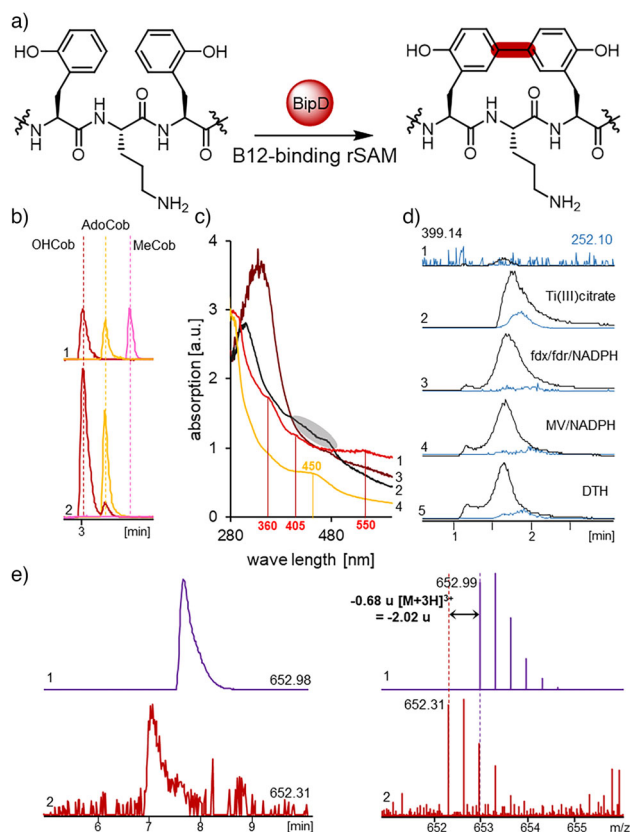 a)
OHCob
HO OH
BipD
B12-binding rSAM
HO OH
N
H
O
H
N
O
N
H
O
NH2
N
H
O
H
N
O
N
H
O
NH2
b)
AdoCob
OHCob MeCob
1
2
3 [min]
c)
absorption [a.u.]
4
3
2
1
0
450
1
3
2
4
280 360 405 450 480 550
wave length [nm]
d)
399.14 252.10
1
Ti(III)citrate
2
fdx/fdr/NADPH
3
MV/NADPH
4
DTH
5
1 2 [min]
e)
1 652.98
2 652.31
6 7 8 9 [min]
652.99
-0.68 u [M+3H]3+
= -2.02 u
1
652.31
2
652 653 654 655 m/z